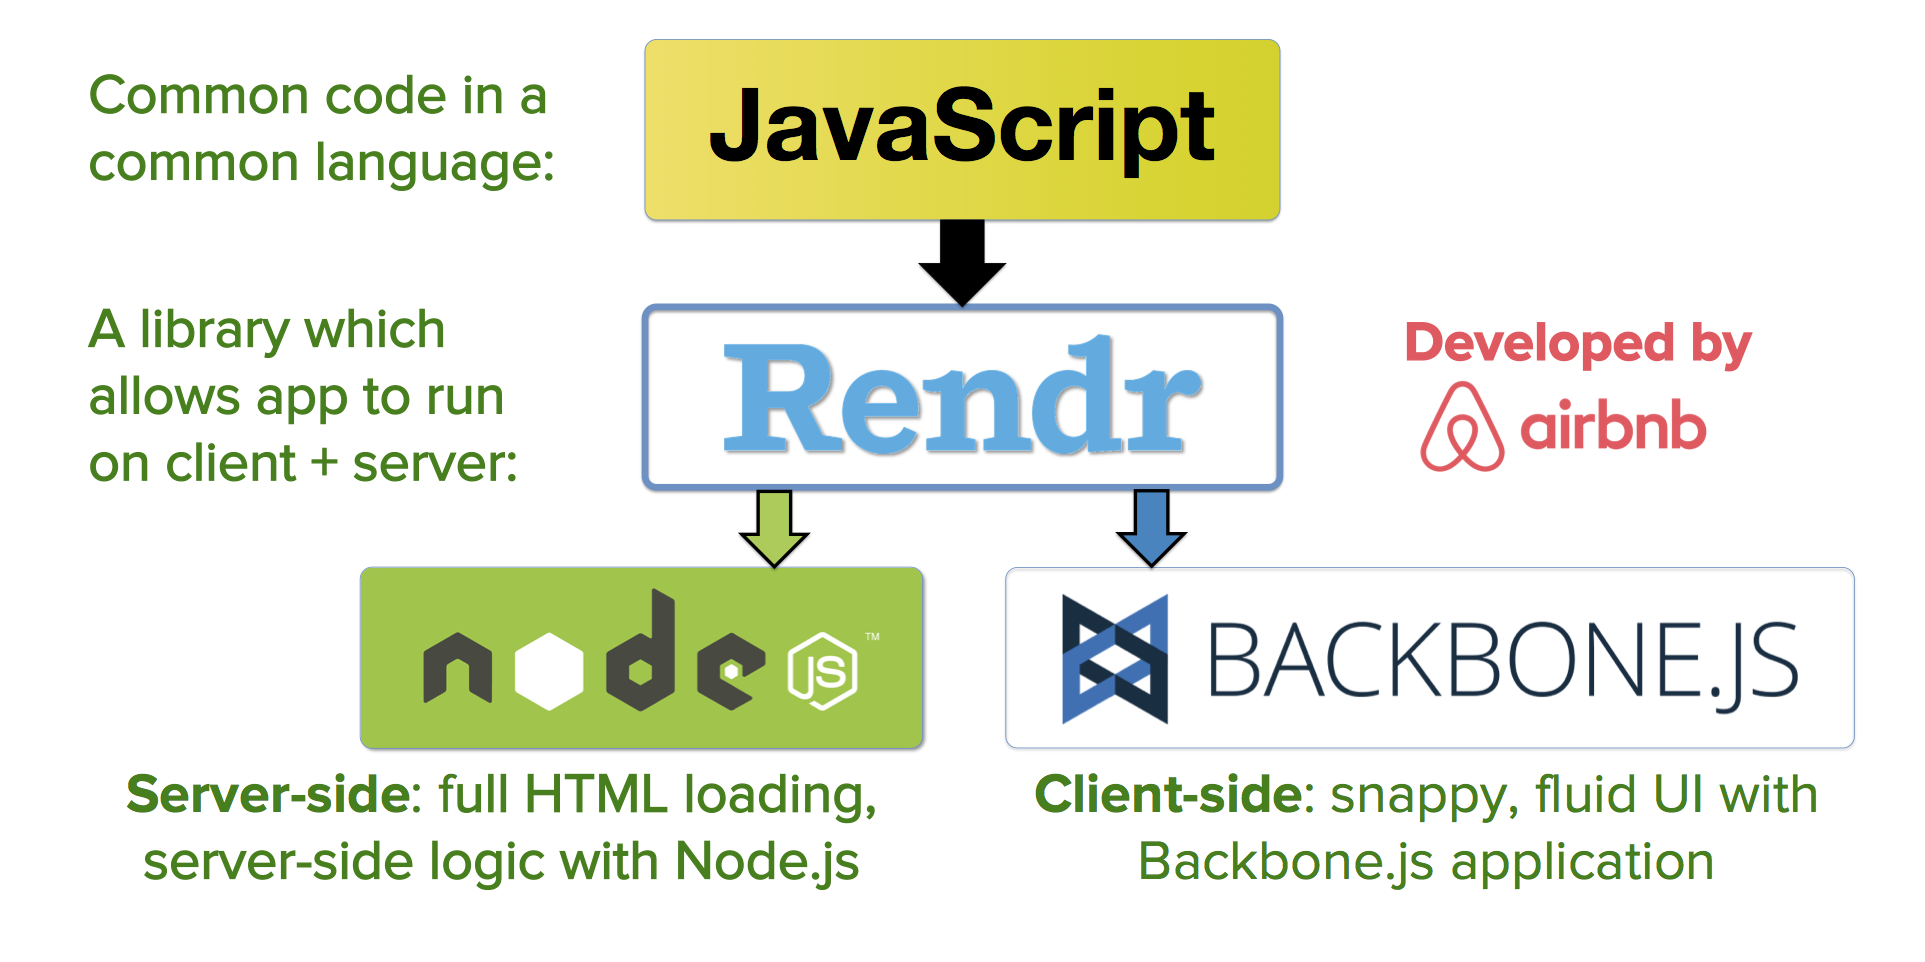 Common code in a
common language:
JavaScript
A library which
allows app to run
on client + server:
Rendr
Developed by
airbnb
node JS ™
BACKBONE.JS
Server-side: full HTML loading,
server-side logic with Node.js
Client-side: snappy, fluid UI with
Backbone.js application